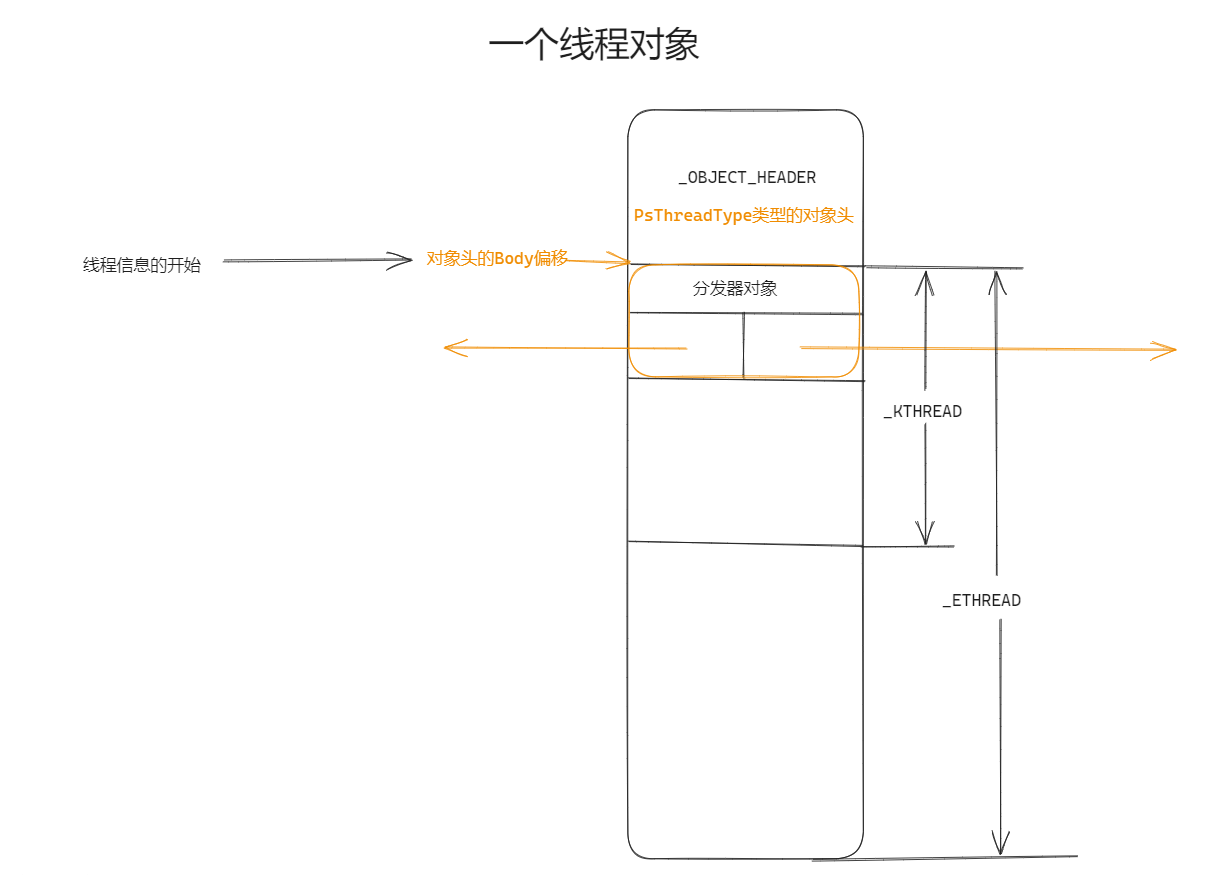 一个线程对象
_OBJECT_HEADER
PsThreadType类型的对象头
线程信息的开始
对象头的Body偏移
分发器对象
_KTHREAD
_ETHREAD